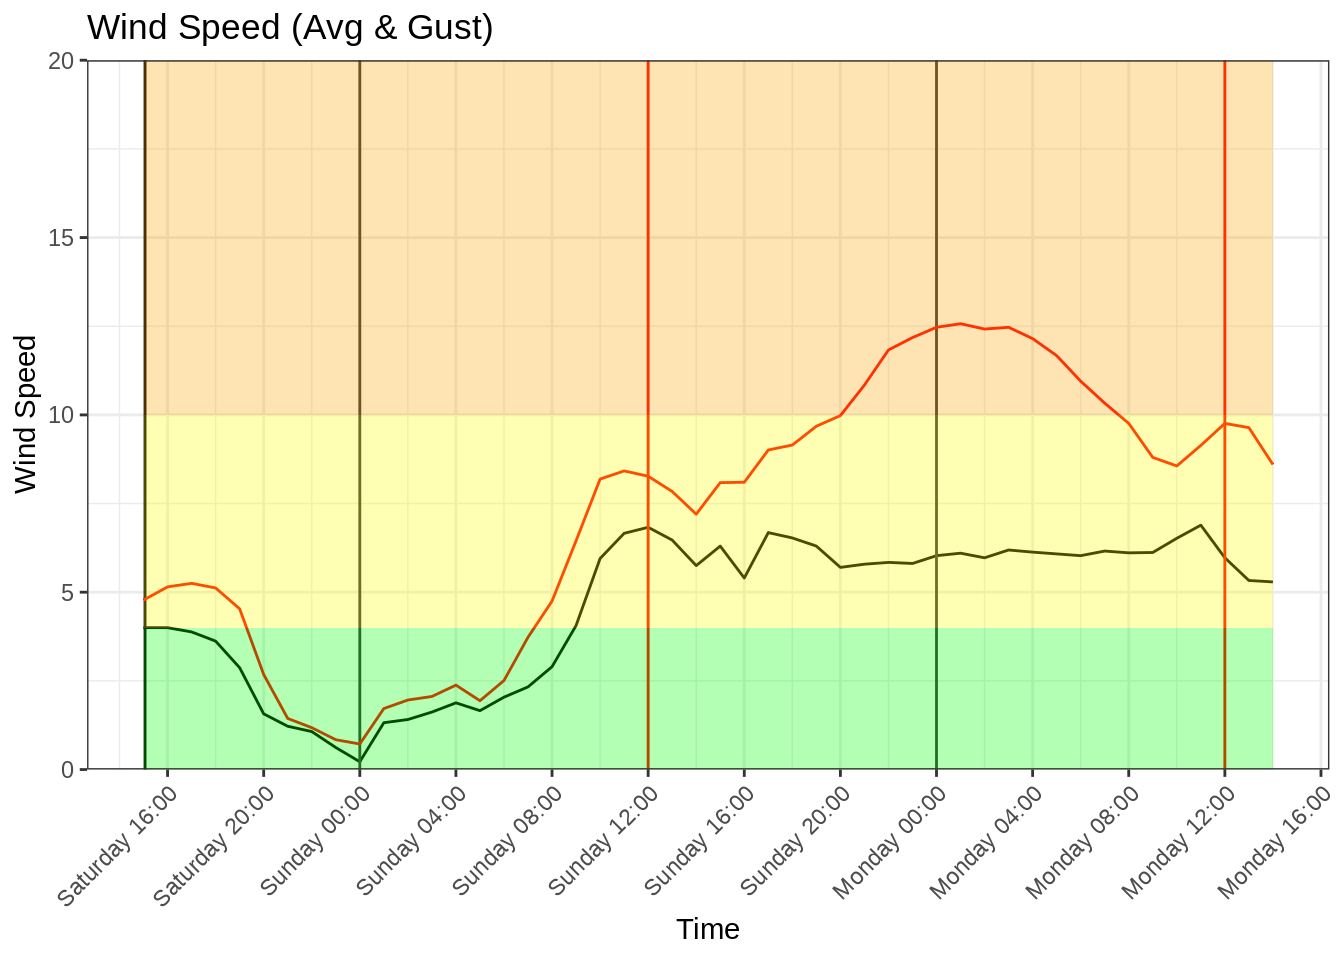 Wind Speed (Avg & Gust)
20
15
10
5
0
Wind Speed
Saturday 16:00
Saturday 20:00
Sunday 00:00
Sunday 04:00
Sunday 08:00
Sunday 12:00
Sunday 16:00
Sunday 20:00
Monday 00:00
Monday 04:00
Monday 08:00
Monday 12:00
Monday 16:00
Time